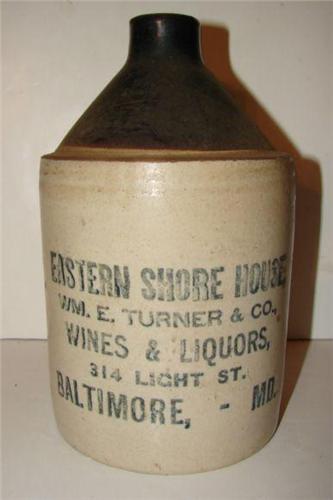 EASTERN SHORE HOUSE,
WM. E. TURNER & CO.,
WINES & LIQUORS,
314 LIGHT ST.
BALTIMORE, - MD.